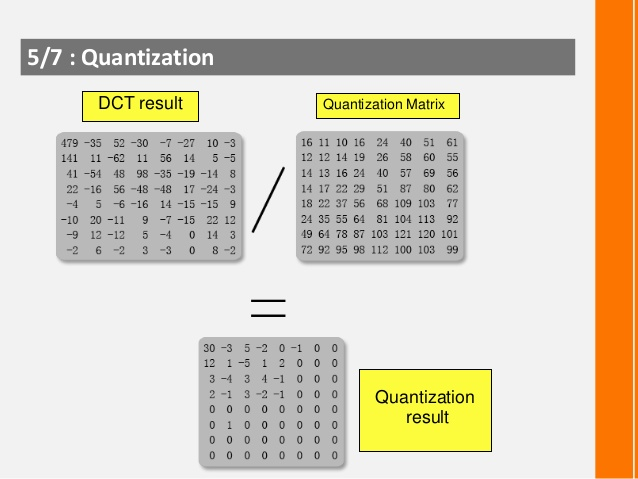 5/7 : Quantization
DCT result
Quantization Matrix
479 -35 52 -30 -7 -27 10 -3
141 11 -62 11 56 14 5 -5
41 -54 48 98 -35 -19 -14 8
22 -16 56 -48 -48 17 -24 -3
-4 5 -6 -16 14 -15 -15 9
-10 20 -11 9 -7 -15 22 12
-9 12 -12 5 -4 0 14 3
-2 6 -2 3 -3 0 8 -2
/
16 11 10 16 24 40 51 61
12 12 14 19 26 58 60 55
14 13 16 24 40 57 69 56
14 17 22 29 51 87 80 62
18 22 37 56 68 109 103 77
24 35 55 64 81 104 113 92
49 64 78 87 103 121 120 101
72 92 95 98 112 100 103 99
=
30 -3 5 -2 0 -1 0 0
12 1 -5 1 2 0 0 0
3 -4 3 4 -1 0 0 0
2 -1 3 -2 -1 0 0 0
0 0 0 0 0 0 0 0
0 1 0 0 0 0 0 0
0 0 0 0 0 0 0 0
0 0 0 0 0 0 0 0
Quantization
result